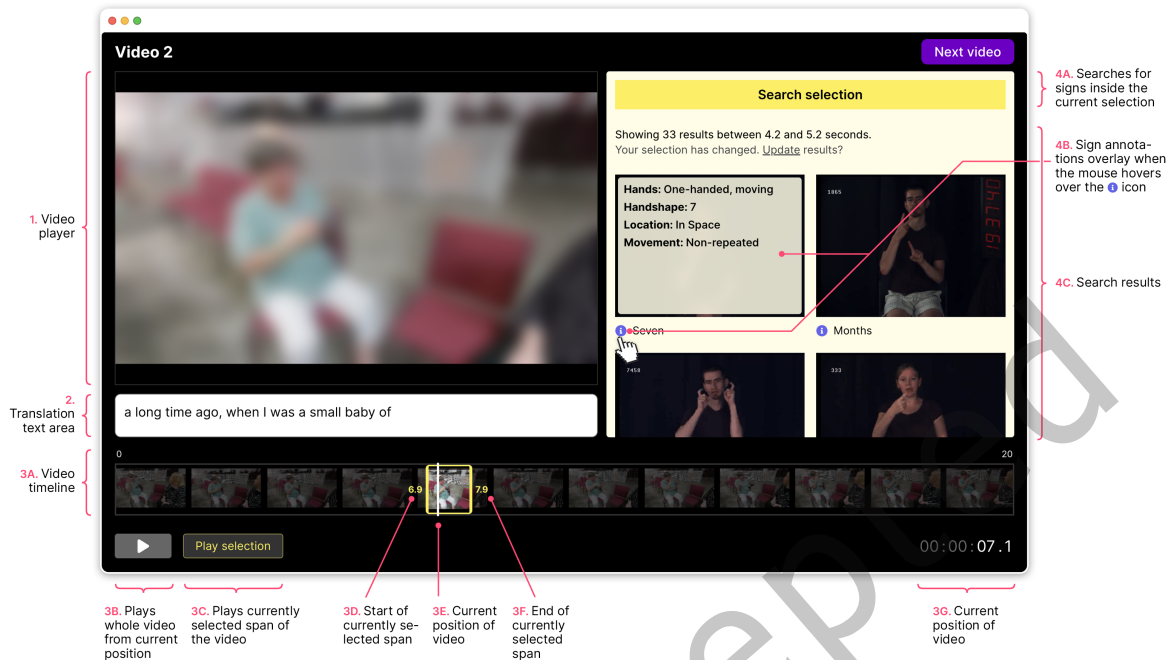 Video 2
Next video
1. Video
player
2.
Translation
text area
3A. Video
timeline
a long time ago, when I was a small baby of
Search selection
Showing 33 results between 4.2 and 5.2 seconds.
Your selection has changed. Update results?
Hands: One-handed, moving
Handshape: 7
Location: In Space
Movement: Non-repeated
1865
Seven
Months
7458
333
4A. Searches for
signs inside the
current selection
4B. Sign annota-
tions overlay when
the mouse hovers
over the i icon
4C. Search results
0
20
6.9
7.9
Play selection
00:00:07.1
3B. Plays
whole video
from current
position
3C. Plays currently
selected span of
the video
3D. Start of
currently se-
lected span
3E. Current
position of
video
3F. End of
currently
selected
span
3G. Current
position of
video